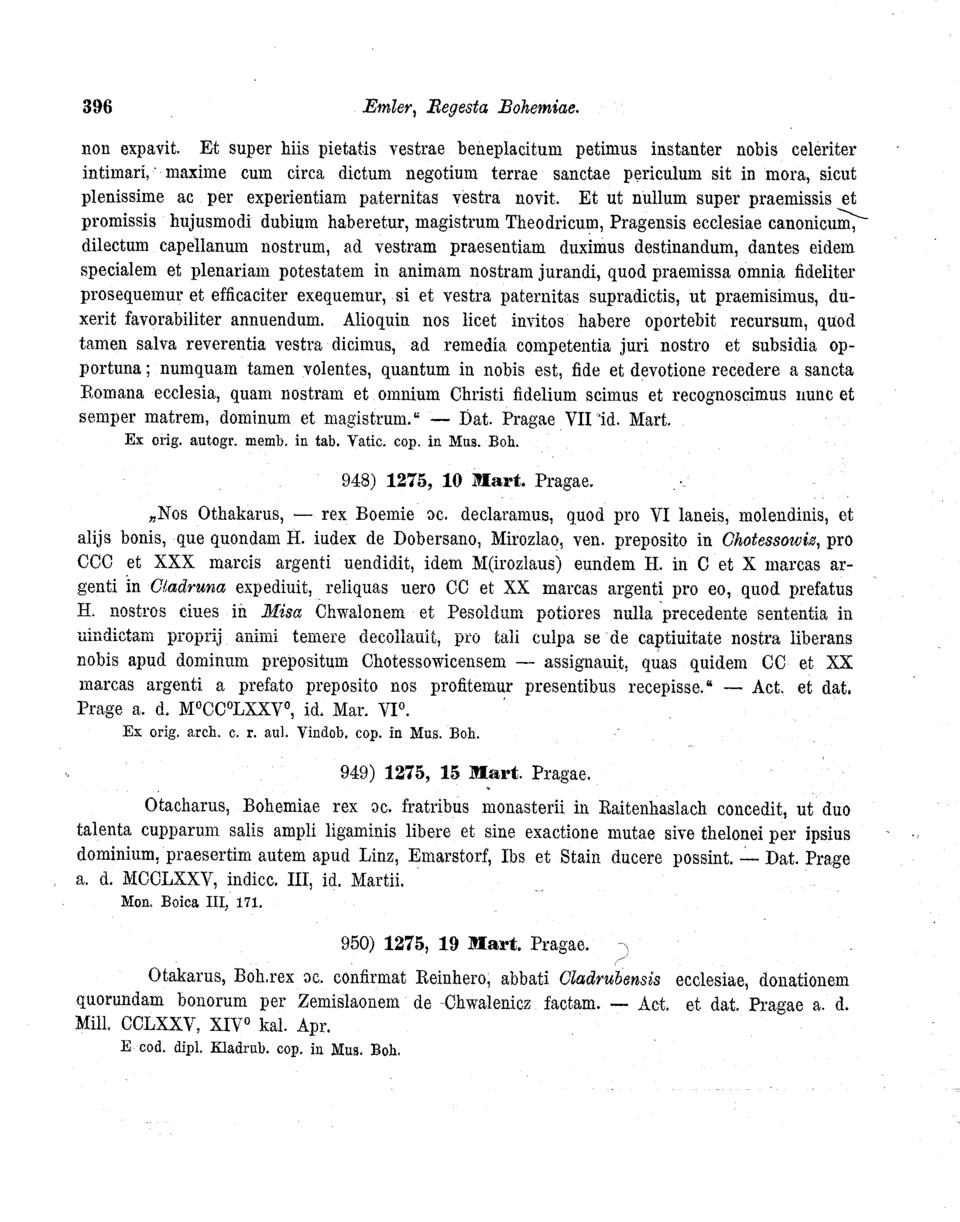 396 Emler, Regesta Bohemiae.
non expavit. Et super hiis pietatis vestrae beneplacitum petimus instanter nobis celeriter
intimari, maxime cum circa dictum negotium terrae sanctae periculum sit in mora, sicut
plenissime ac per experientiam paternitas vestra novit. Et ut nullum super praemissis et
promissis hujusmodi dubium haberetur, magistrum Theodricum, Pragensis ecclesiae canonicum,
dilectum capellanum nostrum, ad vestram praesentiam duximus destinandum, dantes eidem
specialem et plenariam potestatem in animam nostram jurandi, quod praemissa omnia fideliter
prosequemur et efficaciter exequemur, si et vestra paternitas supradictis, ut praemisimus, du-
xerit favorabiliter annuendum. Alioquin nos licet invitos habere oportebit recursum, quod
tamen salva reverentia vestra dicimus, ad remedia competentia juri nostro et subsidia op-
portuna; numquam tamen volentes, quantum in nobis est, fide et devotione recedere a sancta
Romana ecclesia, quam nostram et omnium Christi fidelium scimus et recognoscimus nunc et
semper matrem, dominum et magistrum.“ — Dat. Pragae VII id. Mart.
Ex orig. autogr. memb. in tab. Vatic. cop. in Mus. Boh.
948) 1275, 10 Mart. Pragae.
„Nos Othakarus, — rex Boemie ɔc. declaramus, quod pro VI laneis, molendinis, et
alijs bonis, que quondam H. iudex de Dobersano, Mirozlao, ven. preposito in Chotessowiz, pro
CCC et XXX marcis argenti uendidit, idem M(irozlaus) eundem H. in C et X marcas ar-
genti in Cladruna expediuit, reliquas uero CC et XX marcas argenti pro eo, quod prefatus
H. nostros ciues in Misa Chwalonem et Pesoldum potiores nulla precedente sententia in
uindictam proprij animi temere decollauit, pro tali culpa se de captiuitate nostra liberans
nobis apud dominum prepositum Chotessowicensem — assignauit, quas quidem CC et XX
marcas argenti a prefato preposito nos profitemur presentibus recepisse.“ — Act. et dat.
Prage a. d. M⁰CC⁰LXXV⁰, id. Mar. VI⁰.
Ex orig. arch. c. r. aul. Vindob. cop. in Mus. Boh.
949) 1275, 15 Mart. Pragae.
Otacharus, Bohemiae rex ɔc. fratribus monasterii in Raitenhaslach concedit, ut duo
talenta cupparum salis ampli ligaminis libere et sine exactione mutae sive thelonei per ipsius
dominium, praesertim autem apud Linz, Emarstorf, Ibs et Stain ducere possint. — Dat. Prage
a. d. MCCLXXV, indicc. III, id. Martii.
Mon. Boica III, 171.
950) 1275, 19 Mart. Pragae.
Otakarus, Boh.rex ɔc. confirmat Reinhero, abbati Cladrubensis ecclesiae, donationem
quorundam bonorum per Zemislaonem de Chwalenicz factam. — Act. et dat. Pragae a. d.
Mill. CCLXXV, XIV⁰ kal. Apr.
E cod. dipl. Kladrub. cop. in Mus. Boh.